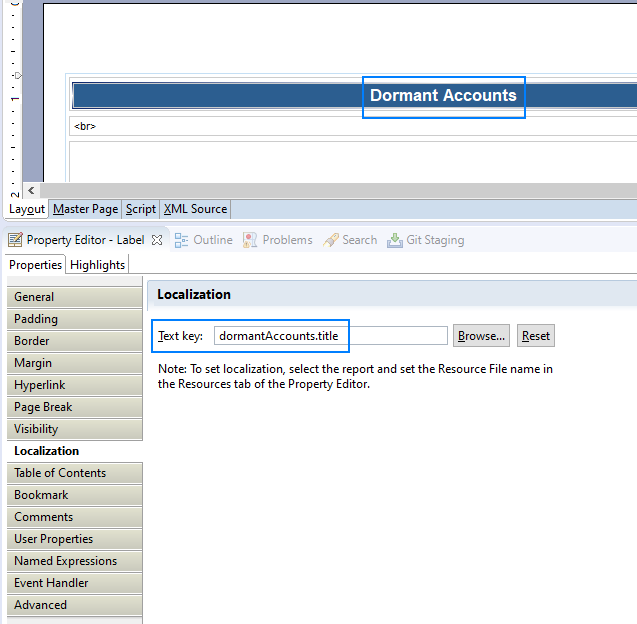 1
2
Dormant Accounts
<br>
Layout Master Page Script XML Source
Property Editor - Label Outline Problems Search Git Staging
Properties Highlights
General
Padding
Border
Margin
Hyperlink
Page Break
Visibility
Localization
Table of Contents
Bookmark
Comments
User Properties
Named Expressions
Event Handler
Advanced
Localization
Text key: dormantAccounts.title Browse... Reset
Note: To set localization, select the report and set the Resource File name in
the Resources tab of the Property Editor.